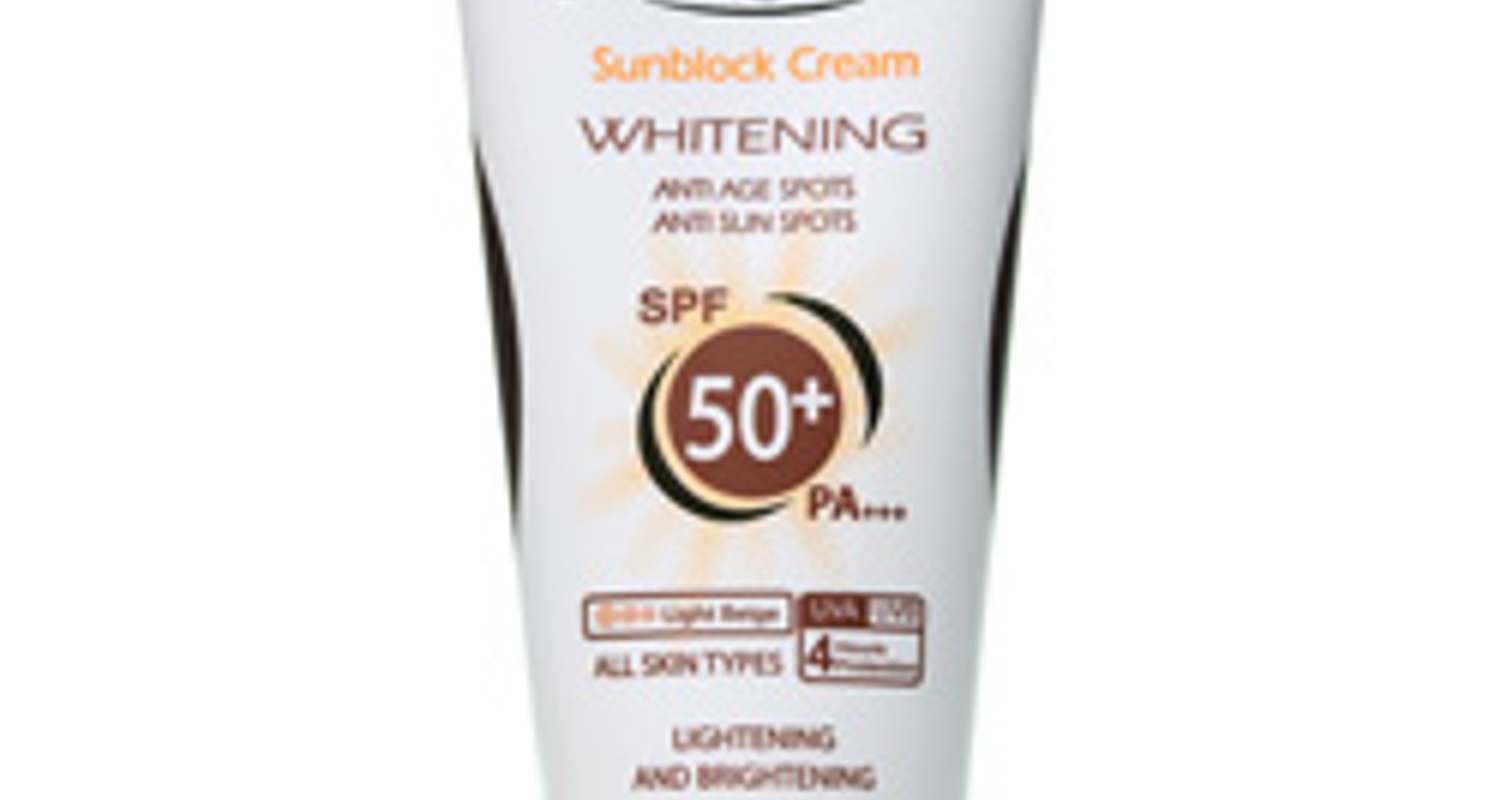 Sunblock Cream
WHITENING
ANTI AGE SPOTS
ANTI SUN SPOTS
SPF
50+
PA+++
Light Beige
UVA
ALL SKIN TYPES
4
LIGHTENING
AND BRIGHTENING